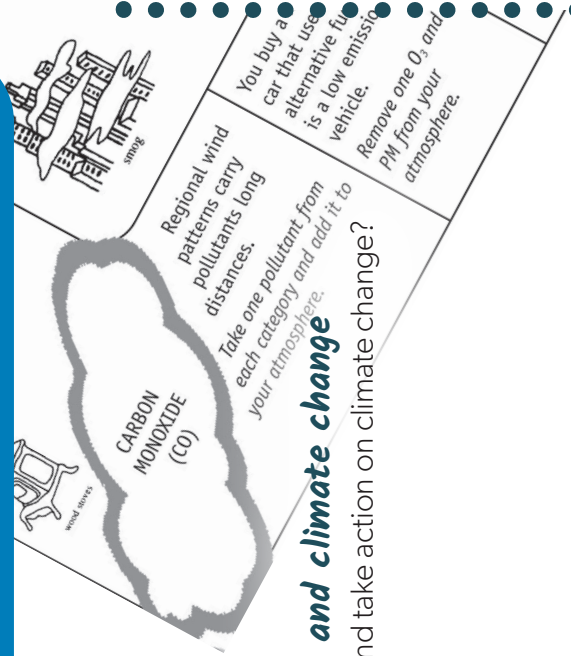 smog
You buy a
car that use
alternative fu
is a low emissio
vehicle.
Remove one O₃ and
PM from your
atmosphere.
Regional wind
patterns carry
pollutants long
distances.
Take one pollutant from
each category and add it to
your atmosphere.
CARBON
MONOXIDE
(CO)
wood stoves
and climate change
nd take action on climate change?